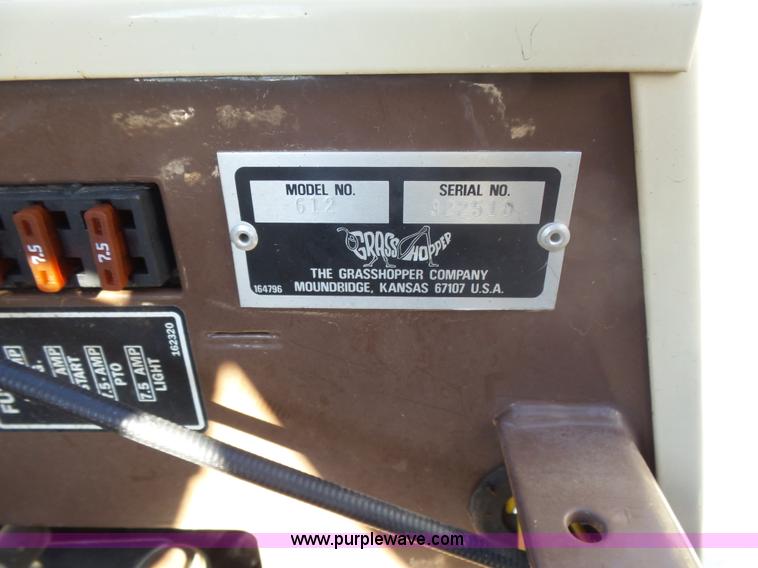 MODEL NO. SERIAL NO.
612
GRASSHOPPER
THE GRASSHOPPER COMPANY
164796 MOUNDRIDGE, KANSAS 67107 U.S.A.
7.5 7.5
162320
FU
AMP
AMP
START
7.5 AMP
PTO
7.5 AMP
LIGHT
www.purplewave.com